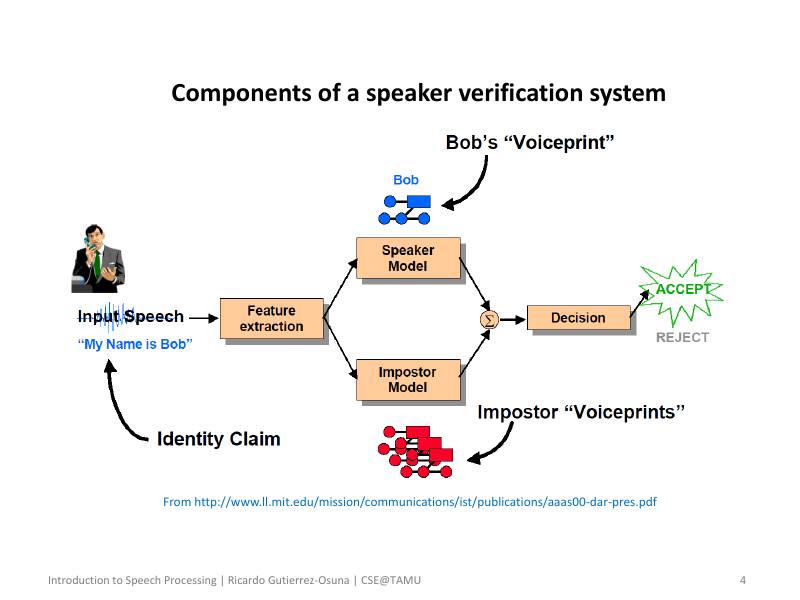 Components of a speaker verification system
Bob's “Voiceprint”
Bob
Speaker
Model
Input Speech
“My Name is Bob”
Feature
extraction
Σ
Decision
ACCEPT
REJECT
Impostor
Model
Impostor “Voiceprints”
Identity Claim
From http://www.ll.mit.edu/mission/communications/ist/publications/aaas00-dar-pres.pdf
Introduction to Speech Processing | Ricardo Gutierrez-Osuna | CSE@TAMU
4